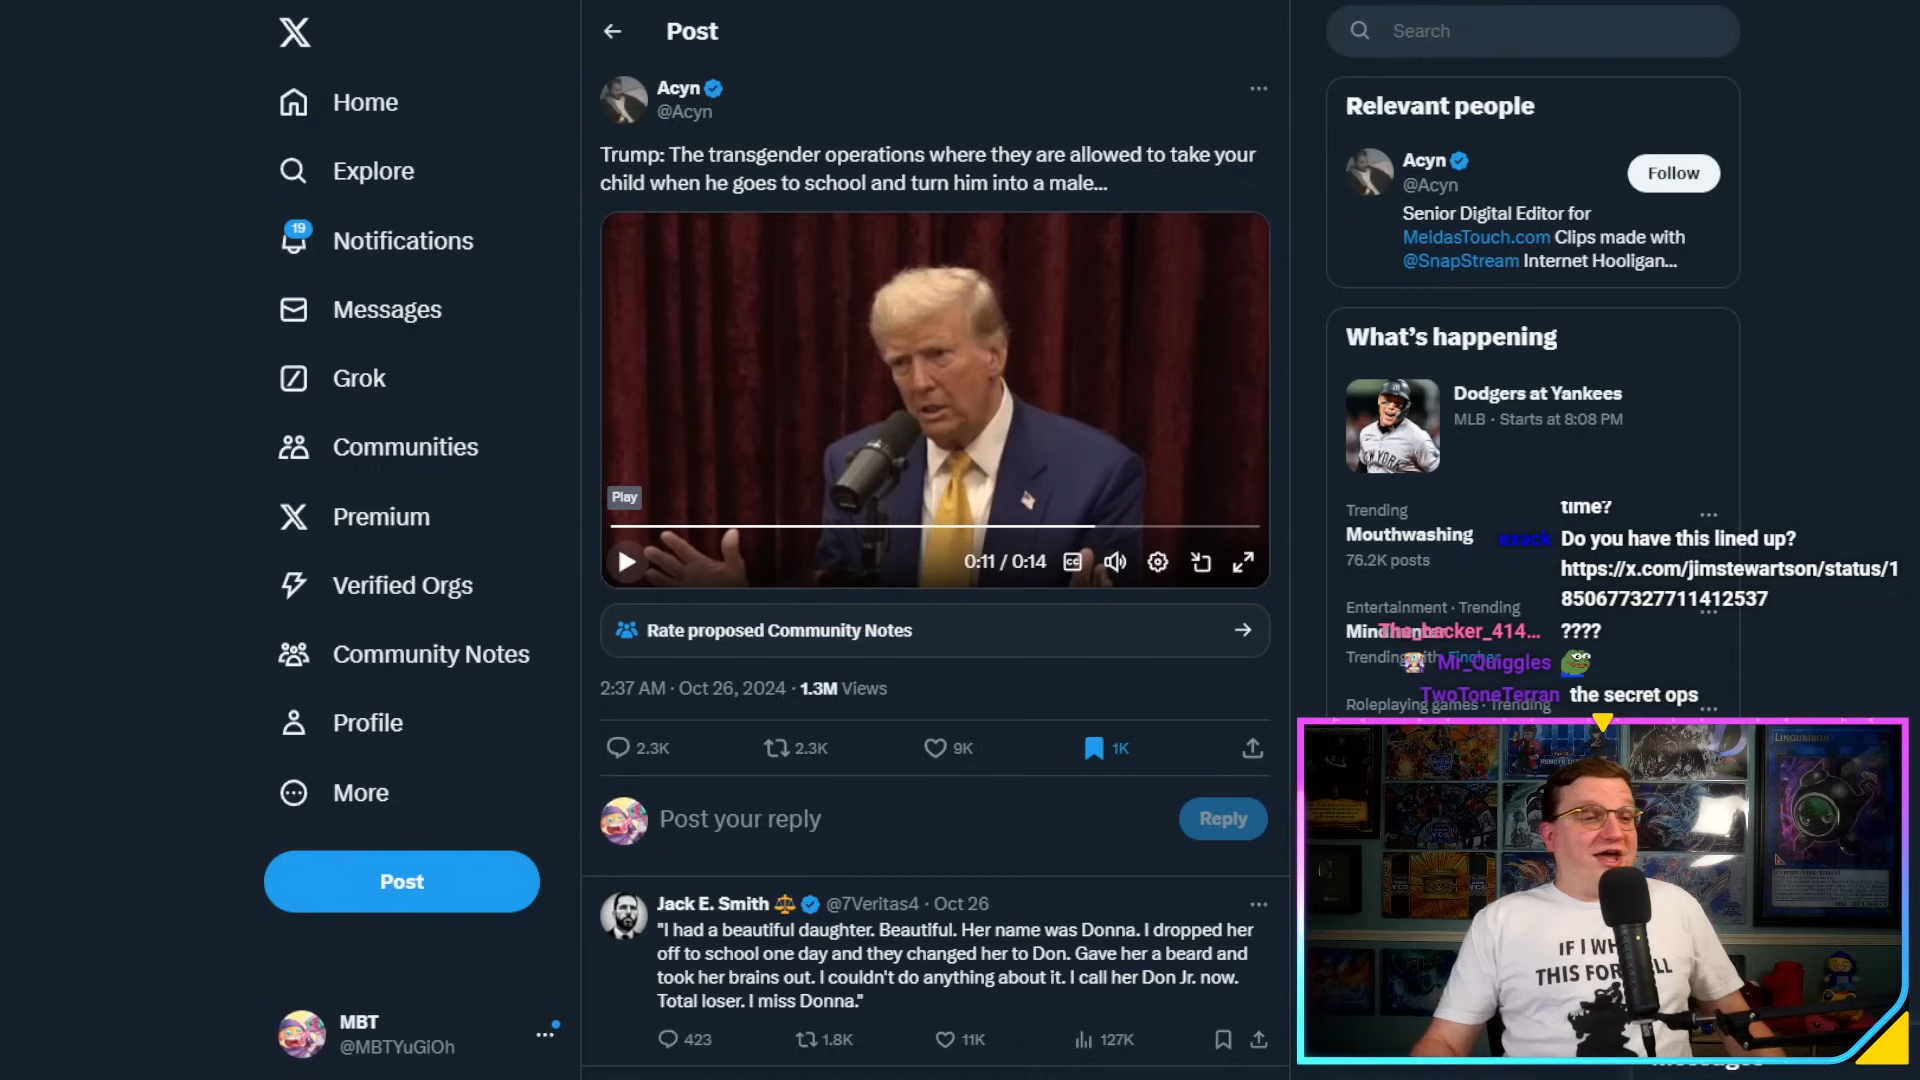 Home
Explore
19
Notifications
Messages
Grok
Communities
Premium
Verified Orgs
Community Notes
Profile
More
Post
MBT
@MBTYuGiOh
Post
Acyn
@Acyn
Trump: The transgender operations where they are allowed to take your
child when he goes to school and turn him into a male...
Play
0:11 / 0:14
CC
Rate proposed Community Notes
2:37 AM · Oct 26, 2024 · 1.3M Views
2.3K 2.3K 9K 1K
Post your reply
Reply
Jack E. Smith @7Veritas4 · Oct 26
"I had a beautiful daughter. Beautiful. Her name was Donna. I dropped her
off to school one day and they changed her to Don. Gave her a beard and
took her brains out. I couldn't do anything about it. I call her Don Jr. now.
Total loser. I miss Donna."
423 1.8K 11K 127K
Search
Relevant people
Acyn
@Acyn
Follow
Senior Digital Editor for
MeidasTouch.com Clips made with
@SnapStream Internet Hooligan...
What's happening
Dodgers at Yankees
MLB · Starts at 8:08 PM
Trending
Mouthwashing
76.2K posts
Entertainment · Trending
Trending with Fincher
Roleplaying games · Trending
time?
exack Do you have this lined up?
https://x.com/jimstewartson/status/1
850677327711412537
The_hacker_414... ????
Mr_Quiggles
TwoToneTerran the secret ops
LINGURIBOH
IF I WH
THIS FOR